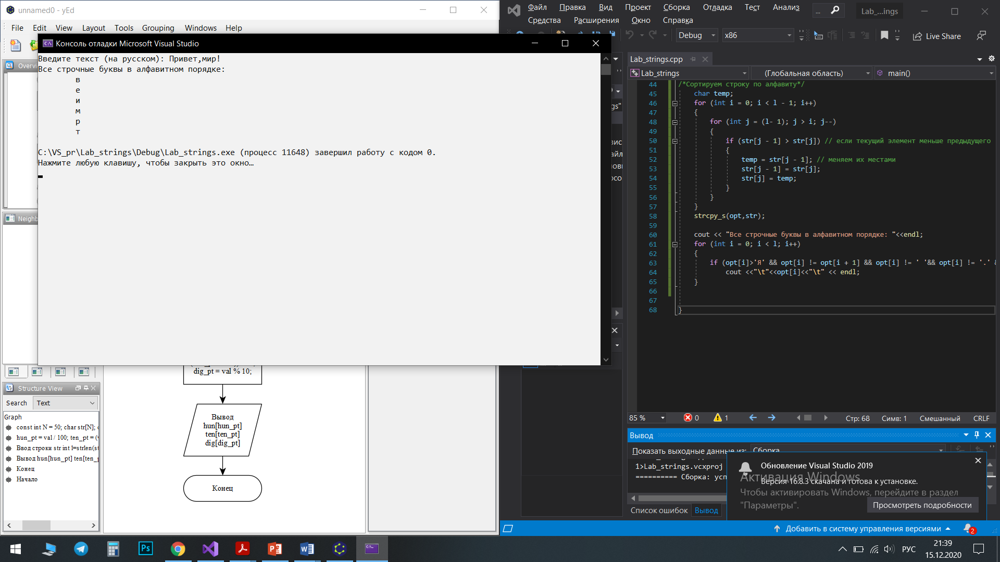 unnamed0 - yEd
File Edit View Layout Tools Grouping Windows Help
Консоль отладки Microsoft Visual Studio
Введите текст (на русском): Привет,мир!
Все строчные буквы в алфавитном порядке:
в
е
и
м
р
т
C:\VS_pr\Lab_strings\Debug\Lab_strings.exe (процесс 11648) завершил работу с кодом 0.
Нажмите любую клавишу, чтобы закрыть это окно…
Structure View
Search Text
Graph
const int N = 50; char str[N];
hun_pt = val / 100; ten_pt =
Ввод строки str int l=strlen(st
Вывод hun[hun_pt] ten[ten_p
Конец
Начало
dig_pt = val % 10;
Вывод
hun[hun_pt]
ten[ten_pt]
dig[dig_pt]
Конец
Файл Правка Вид Проект Сборка Отладка Тест Анализ ... Lab_...ings
Средства Расширения Окно Справка
Debug x86 Live Share
Lab_strings.cpp
Lab_strings (Глобальная область) main()
44 /*Сортируем строку по алфавиту*/
45 char temp;
46 for (int i = 0; i < l - 1; i++)
47 {
48 for (int j = (l- 1); j > i; j--)
49 {
50 if (str[j - 1] > str[j]) // если текущий элемент меньше предыдущего
51 {
52 temp = str[j - 1]; // меняем их местами
53 str[j - 1] = str[j];
54 str[j] = temp;
55 }
56 }
57 }
58 strcpy_s(opt,str);
59
60 cout << "Все строчные буквы в алфавитном порядке: "<<endl;
61 for (int i = 0; i < l; i++)
62 {
63 if (opt[i]>'Я' && opt[i] != opt[i + 1] && opt[i] != ' '&& opt[i] != '.' &
64 cout <<"\t"<<opt[i]<<"\t" << endl;
65 }
66
67
68 }
85 % 0 1 Стр: 68 Симв: 1 Смешанный CRLF
Вывод
Показать выходные данные из: Сборка
1>Lab_strings.vcxproj
========== Сборка: усп
Список ошибок Вывод
Обновление Visual Studio 2019
Версия 16.8.3 скачана и готова к установке.
Просмотреть подробности
Активация Windows
Чтобы активировать Windows, перейдите в раздел
"Параметры".
Добавить в систему управления версиями 2
РУС 21:39
15.12.2020